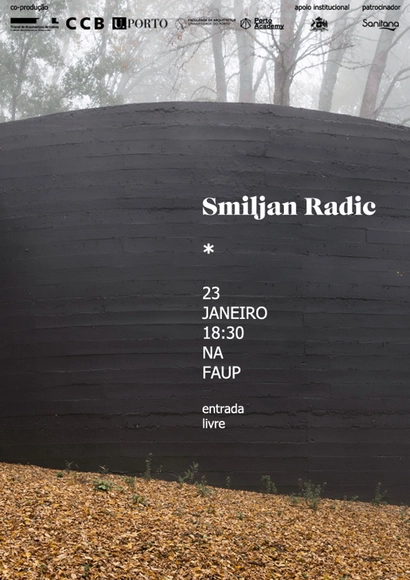 co-produção
apoio institucional
patrocinador
CCB
U.PORTO
Porto
Academy
Sanitana
Smiljan Radic
*
23
JANEIRO
18:30
NA
FAUP
entrada
livre